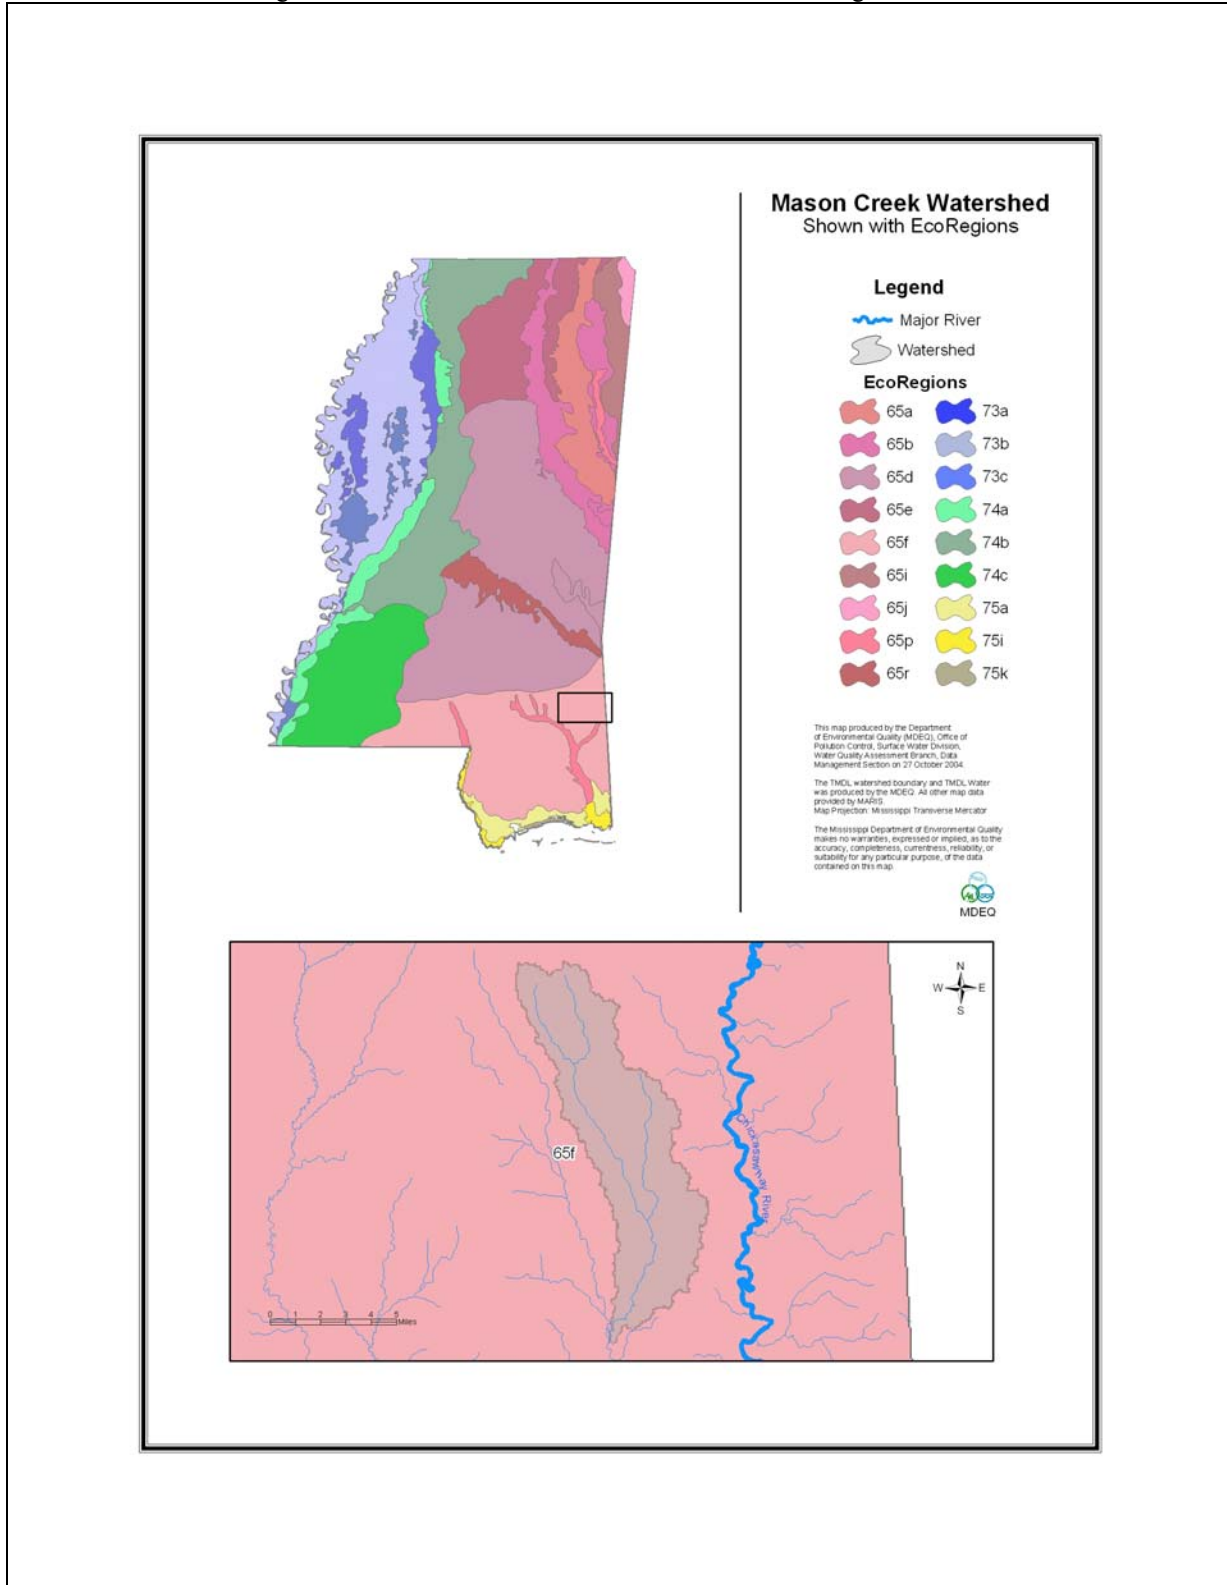 Mason Creek Watershed
Shown with EcoRegions
Legend
Major River
Watershed
EcoRegions
65a 73a
65b 73b
65d 73c
65e 74a
65f 74b
65i 74c
65j 75a
65p 75i
65r 75k
This map produced by the Department
of Environmental Quality (MDEQ), Office of
Pollution Control, Surface Water Division,
Water Quality Assessment Branch, Data
Management Section on 27 October 2004.
The TMDL watershed boundary and TMDL Water
was produced by the MDEQ. All other map data
provided by MARIS.
Map Projection: Mississippi Transverse Mercator
The Mississippi Department of Environmental Quality
makes no warranties, expressed or implied, as to the
accuracy, completeness, currentness, reliability, or
suitability for any particular purpose, of the data
contained on this map.
MDEQ
N
W E
S
Chickasawhay River
65f
0 1 2 3 4 5
Miles